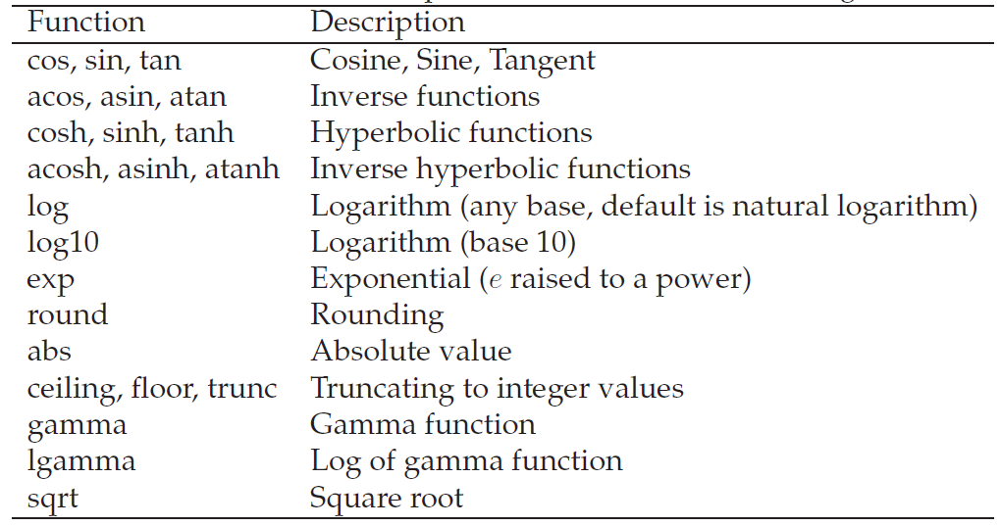 Function Description
cos, sin, tan Cosine, Sine, Tangent
acos, asin, atan Inverse functions
cosh, sinh, tanh Hyperbolic functions
acosh, asinh, atanh Inverse hyperbolic functions
log Logarithm (any base, default is natural logarithm)
log10 Logarithm (base 10)
exp Exponential (e raised to a power)
round Rounding
abs Absolute value
ceiling, floor, trunc Truncating to integer values
gamma Gamma function
lgamma Log of gamma function
sqrt Square root